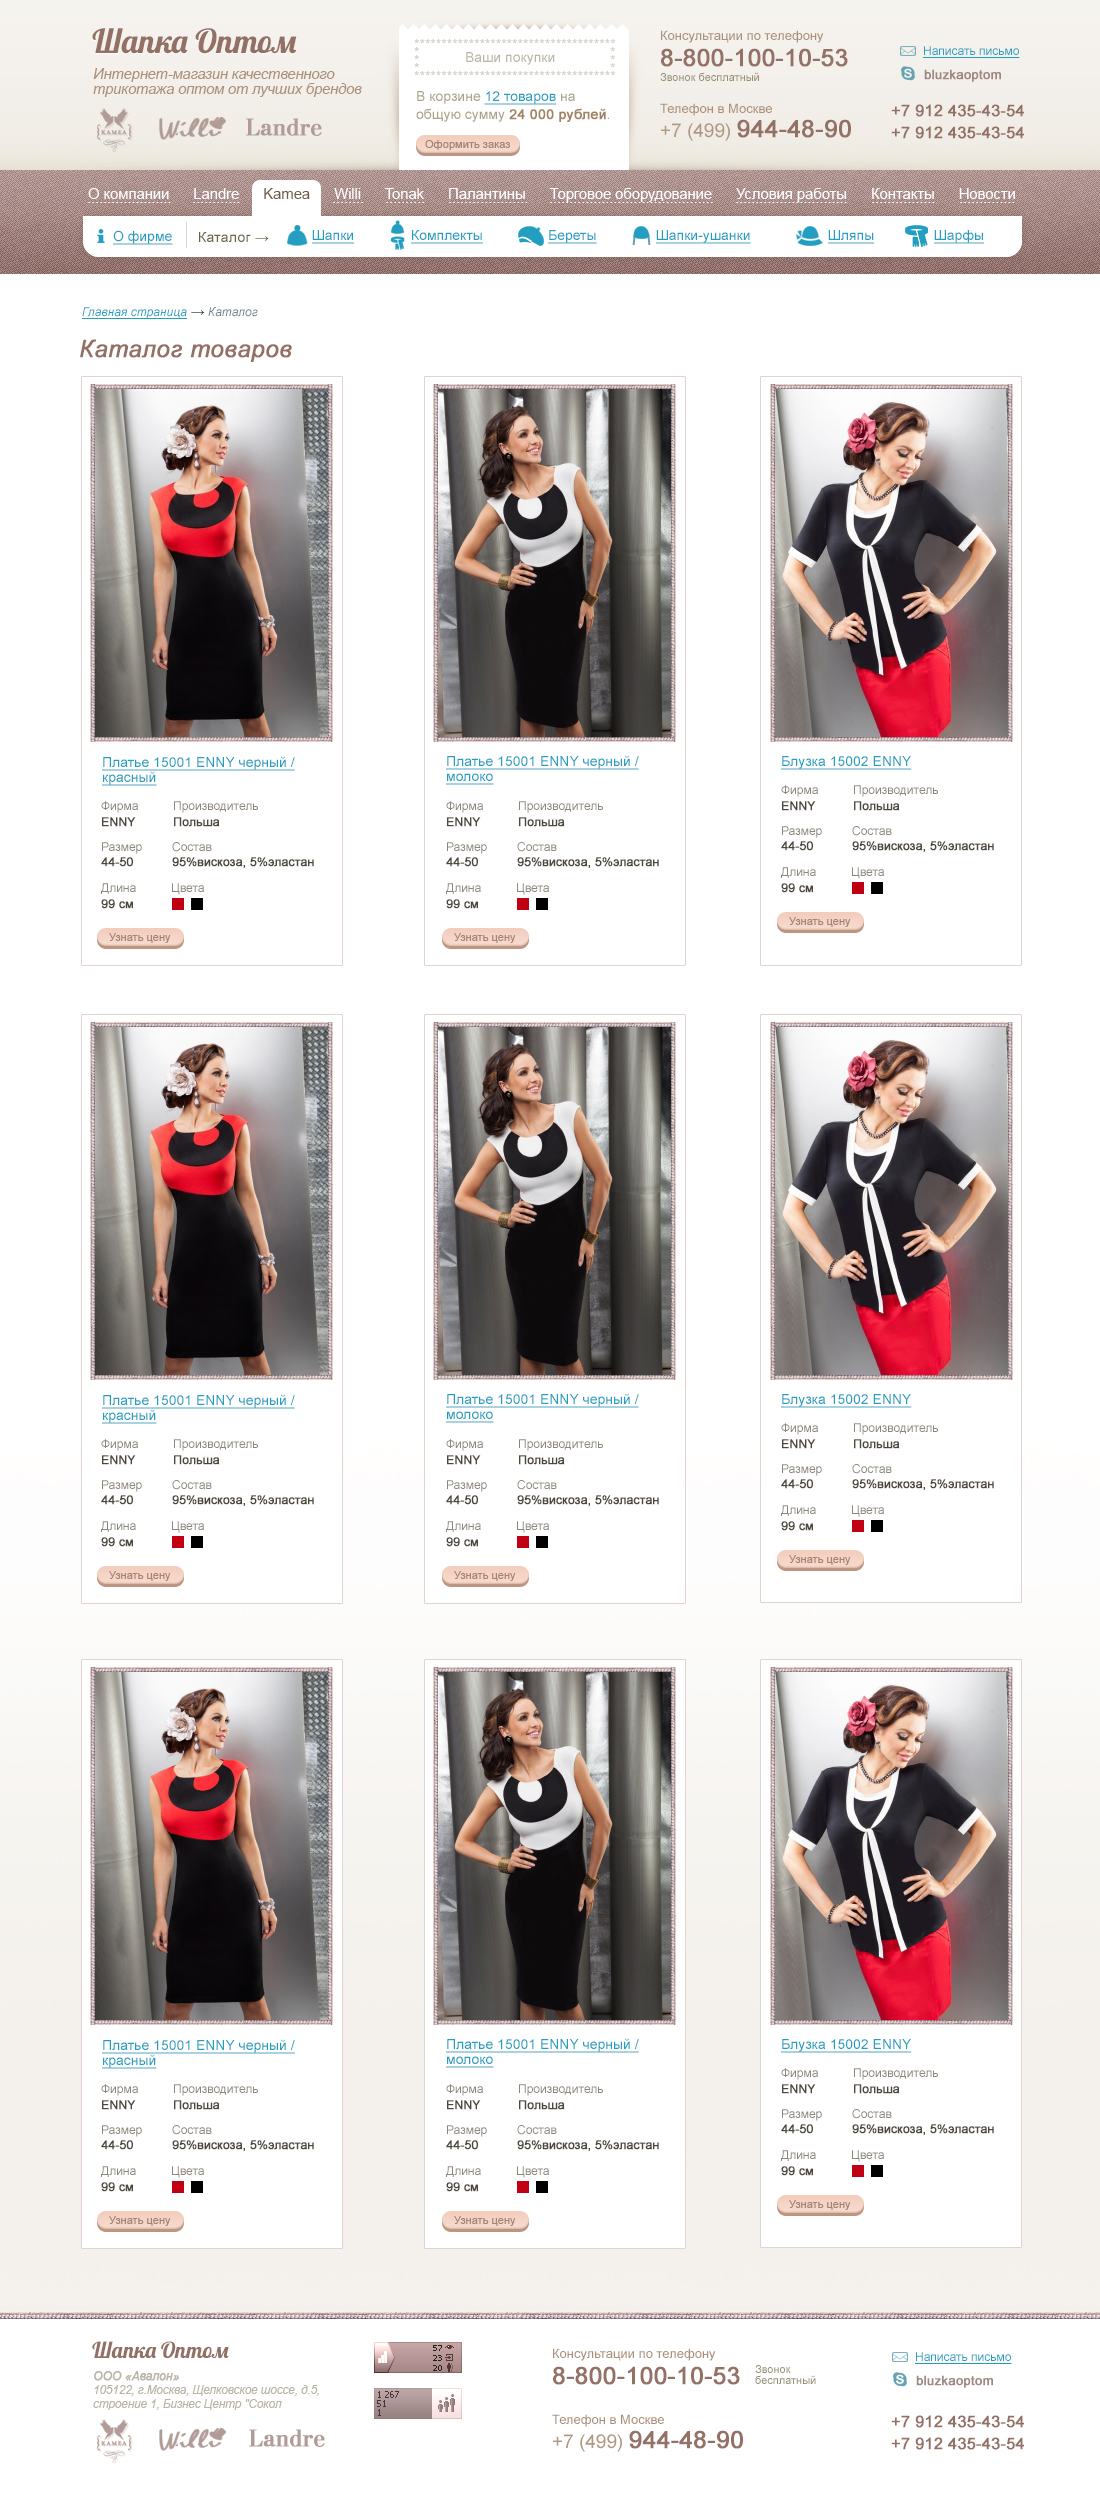 Шапка Оптом
Интернет-магазин качественного
трикотажа оптом от лучших брендов
КАМЕА
Willi
Landre
Ваши покупки
В корзине 12 товаров на
общую сумму 24 000 рублей.
Оформить заказ
Консультации по телефону
8-800-100-10-53
Звонок бесплатный
Телефон в Москве
+7 (499) 944-48-90
Написать письмо
bluzkaoptom
+7 912 435-43-54
+7 912 435-43-54
О компании Landre Kamea Willi Tonak Палантины Торговое оборудование Условия работы Контакты Новости
О фирме Каталог → Шапки Комплекты Береты Шапки-ушанки Шляпы Шарфы
Главная страница → Каталог
Каталог товаров
Платье 15001 ENNY черный /
красный
Фирма Производитель
ENNY Польша
Размер Состав
44-50 95%вискоза, 5%эластан
Длина Цвета
99 см
Узнать цену
Платье 15001 ENNY черный /
молоко
Фирма Производитель
ENNY Польша
Размер Состав
44-50 95%вискоза, 5%эластан
Длина Цвета
99 см
Узнать цену
Блузка 15002 ENNY
Фирма Производитель
ENNY Польша
Размер Состав
44-50 95%вискоза, 5%эластан
Длина Цвета
99 см
Узнать цену
Платье 15001 ENNY черный /
красный
Фирма Производитель
ENNY Польша
Размер Состав
44-50 95%вискоза, 5%эластан
Длина Цвета
99 см
Узнать цену
Платье 15001 ENNY черный /
молоко
Фирма Производитель
ENNY Польша
Размер Состав
44-50 95%вискоза, 5%эластан
Длина Цвета
99 см
Узнать цену
Блузка 15002 ENNY
Фирма Производитель
ENNY Польша
Размер Состав
44-50 95%вискоза, 5%эластан
Длина Цвета
99 см
Узнать цену
Платье 15001 ENNY черный /
красный
Фирма Производитель
ENNY Польша
Размер Состав
44-50 95%вискоза, 5%эластан
Длина Цвета
99 см
Узнать цену
Платье 15001 ENNY черный /
молоко
Фирма Производитель
ENNY Польша
Размер Состав
44-50 95%вискоза, 5%эластан
Длина Цвета
99 см
Узнать цену
Блузка 15002 ENNY
Фирма Производитель
ENNY Польша
Размер Состав
44-50 95%вискоза, 5%эластан
Длина Цвета
99 см
Узнать цену
Шапка Оптом
ООО «Авалон»
105122, г.Москва, Щелковское шоссе, д.5,
строение 1, Бизнес Центр "Сокол
КАМЕА
Willi
Landre
57
23
20
1 267
51
1
Консультации по телефону
8-800-100-10-53
Звонок
бесплатный
Телефон в Москве
+7 (499) 944-48-90
Написать письмо
bluzkaoptom
+7 912 435-43-54
+7 912 435-43-54